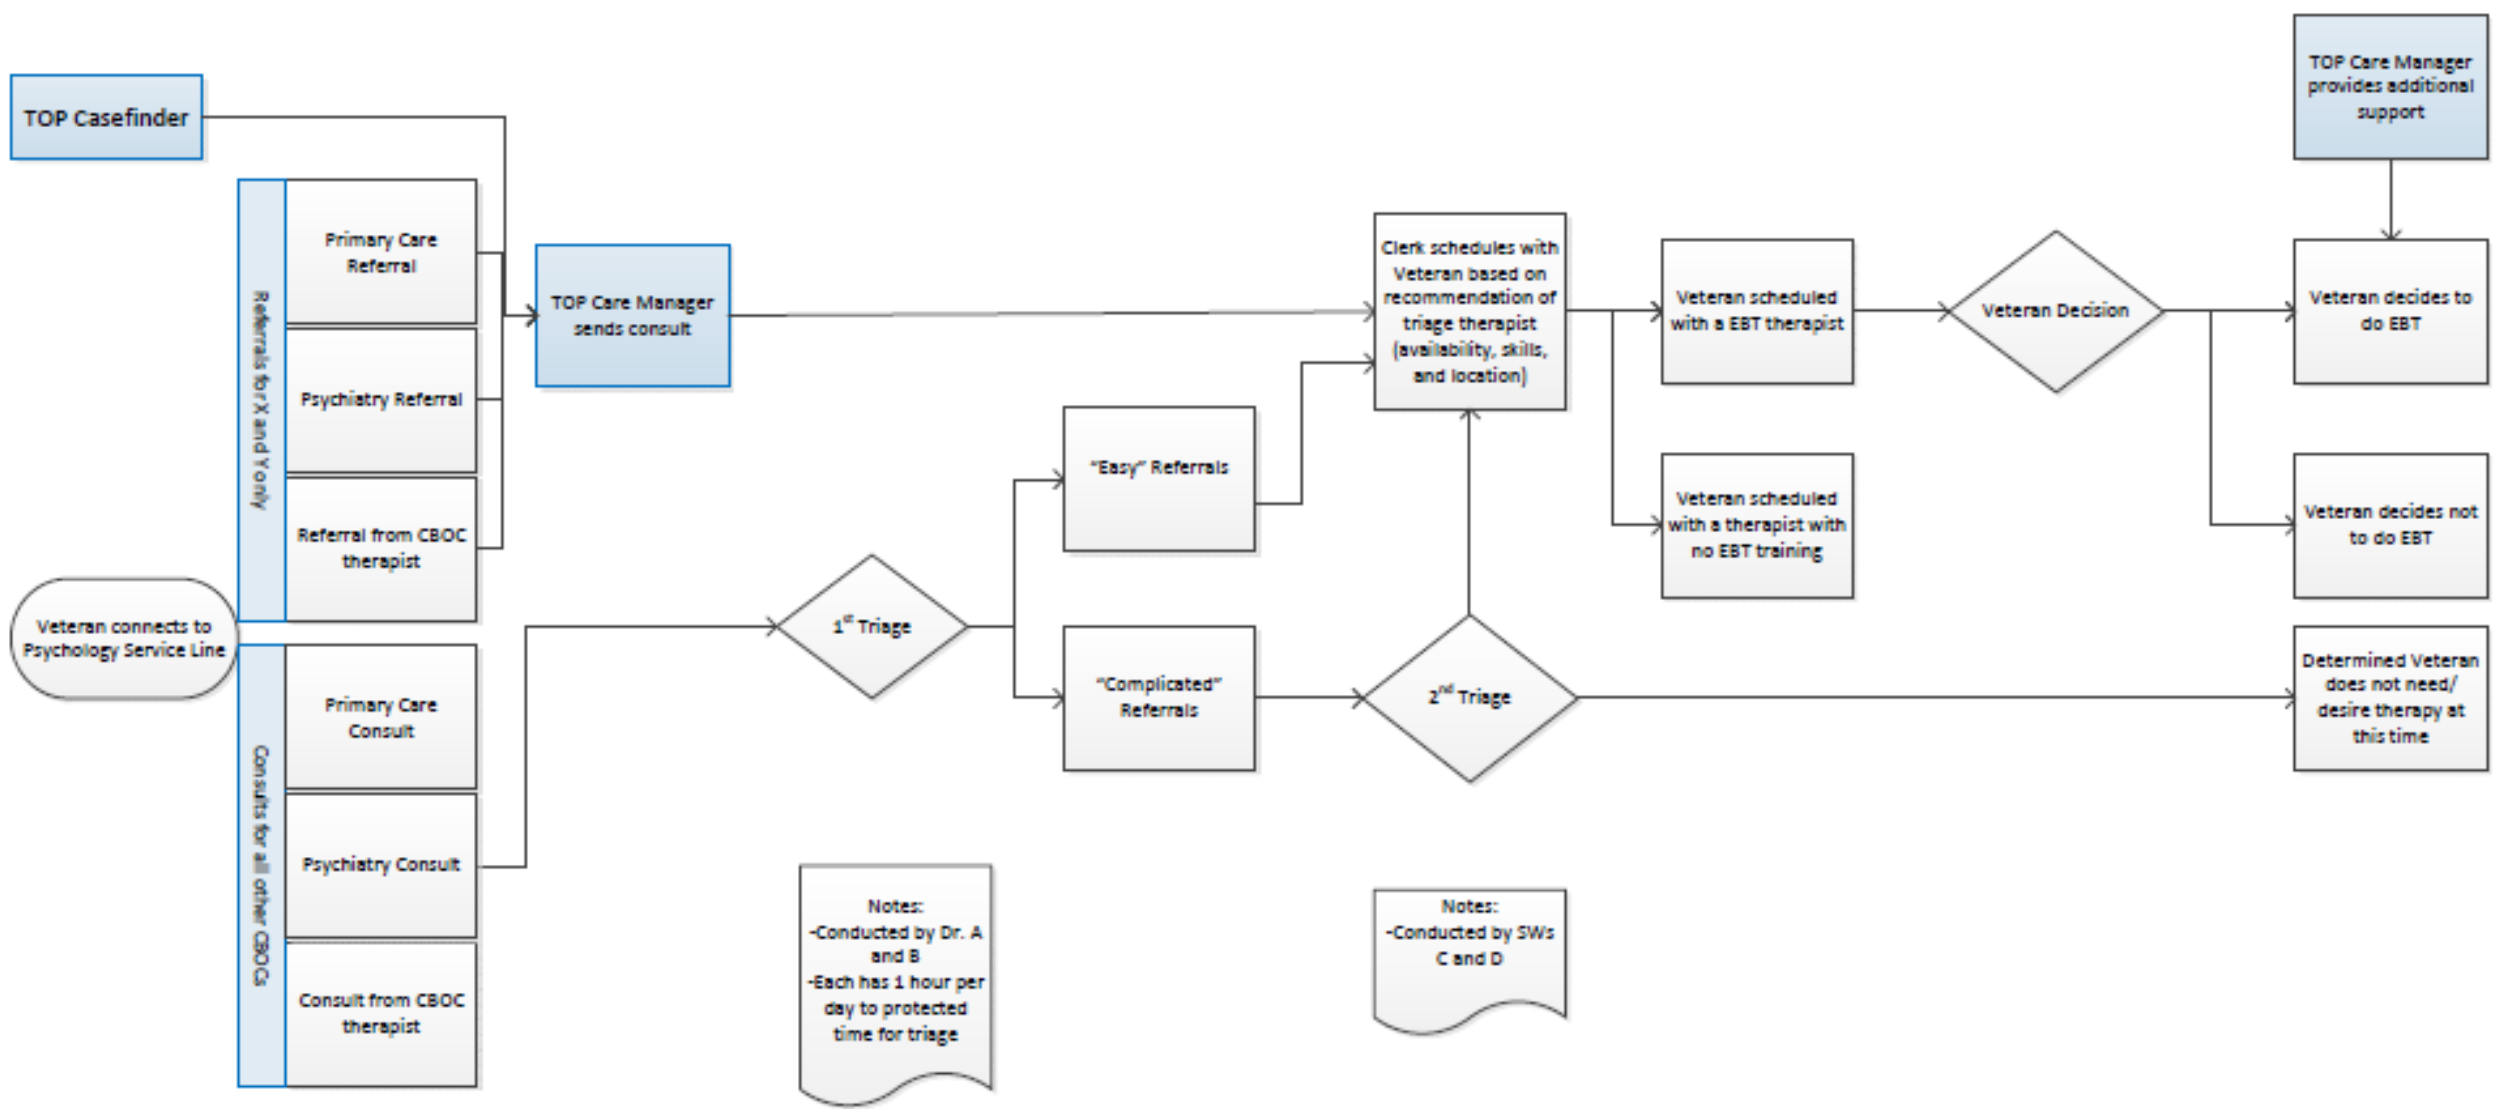 TOP Casefinder
Referrals for X and Y only
Primary Care
Referral
Psychiatry Referral
Referral from CBOC
therapist
Veteran connects to
Psychology Service Line
Consults for all other CBOCs
Primary Care
Consult
Psychiatry Consult
Consult from CBOC
therapist
TOP Care Manager
sends consult
1st Triage
"Easy" Referrals
"Complicated"
Referrals
Notes:
-Conducted by Dr. A
and B
-Each has 1 hour per
day to protected
time for triage
Clerk schedules with
Veteran based on
recommendation of
triage therapist
(availability, skills,
and location)
2nd Triage
Notes:
-Conducted by SWs
C and D
Veteran scheduled
with a EBT therapist
Veteran scheduled
with a therapist with
no EBT training
Veteran Decision
TOP Care Manager
provides additional
support
Veteran decides to
do EBT
Veteran decides not
to do EBT
Determined Veteran
does not need/
desire therapy at
this time